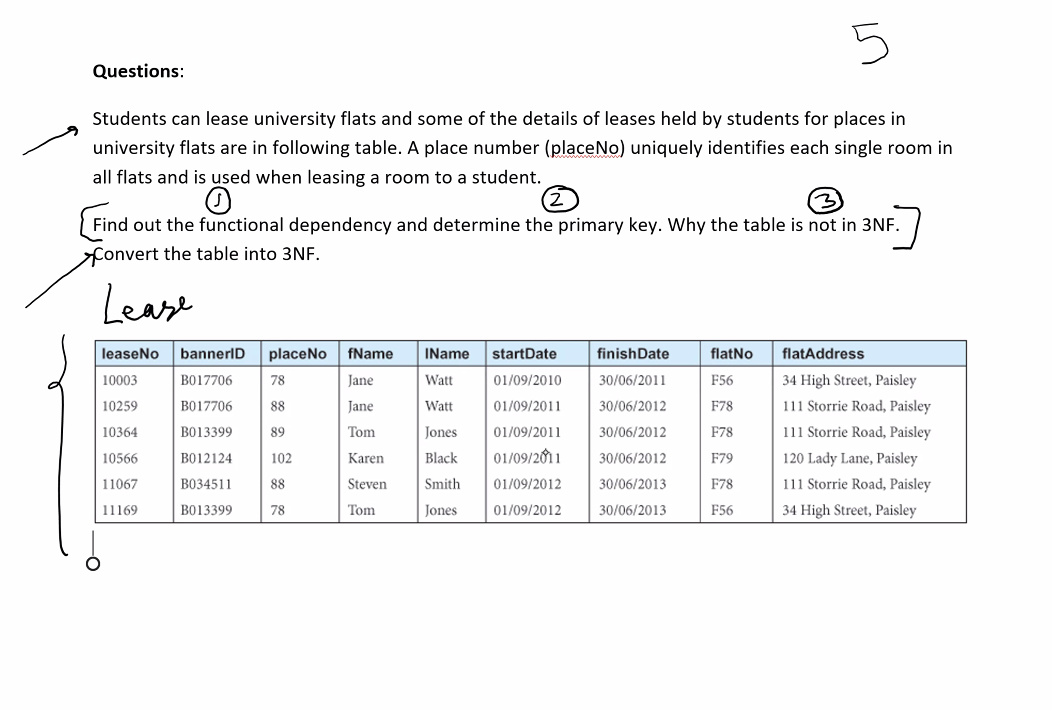 5
Questions:
Students can lease university flats and some of the details of leases held by students for places in
university flats are in following table. A place number (placeNo) uniquely identifies each single room in
all flats and is used when leasing a room to a student.
1 2 3
Find out the functional dependency and determine the primary key. Why the table is not in 3NF.
Convert the table into 3NF.
Lease
leaseNo bannerID placeNo fName lName startDate finishDate flatNo flatAddress
10003 B017706 78 Jane Watt 01/09/2010 30/06/2011 F56 34 High Street, Paisley
10259 B017706 88 Jane Watt 01/09/2011 30/06/2012 F78 111 Storrie Road, Paisley
10364 B013399 89 Tom Jones 01/09/2011 30/06/2012 F78 111 Storrie Road, Paisley
10566 B012124 102 Karen Black 01/09/2011 30/06/2012 F79 120 Lady Lane, Paisley
11067 B034511 88 Steven Smith 01/09/2012 30/06/2013 F78 111 Storrie Road, Paisley
11169 B013399 78 Tom Jones 01/09/2012 30/06/2013 F56 34 High Street, Paisley